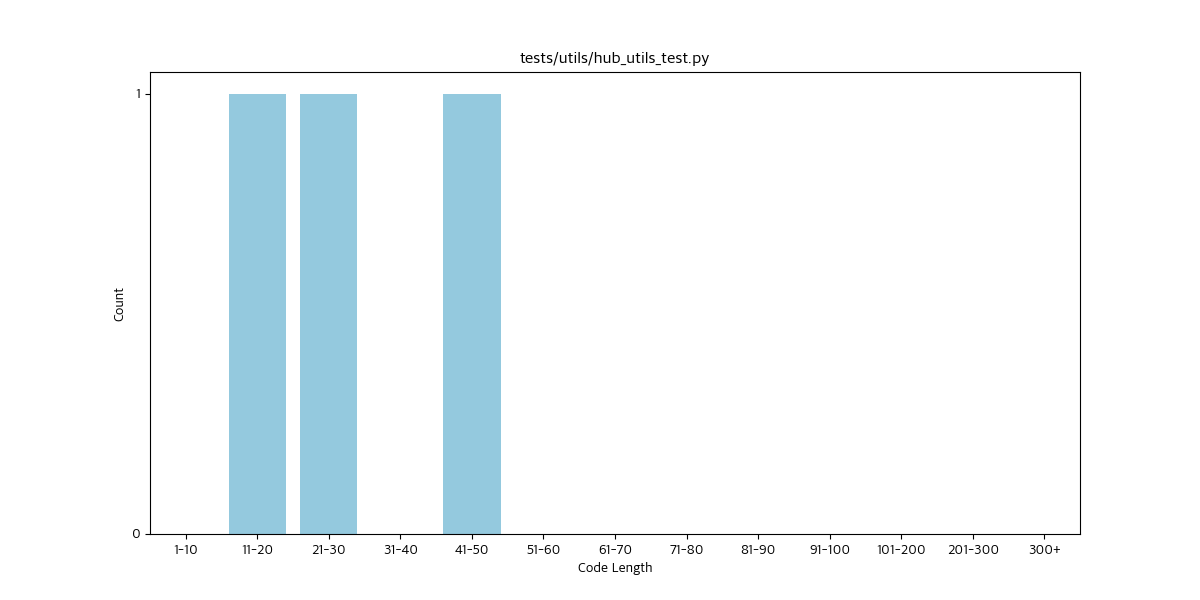 tests/utils/hub_utils_test.py
1
0
Count
1-10 11-20 21-30 31-40 41-50 51-60 61-70 71-80 81-90 91-100 101-200 201-300 300+
Code Length